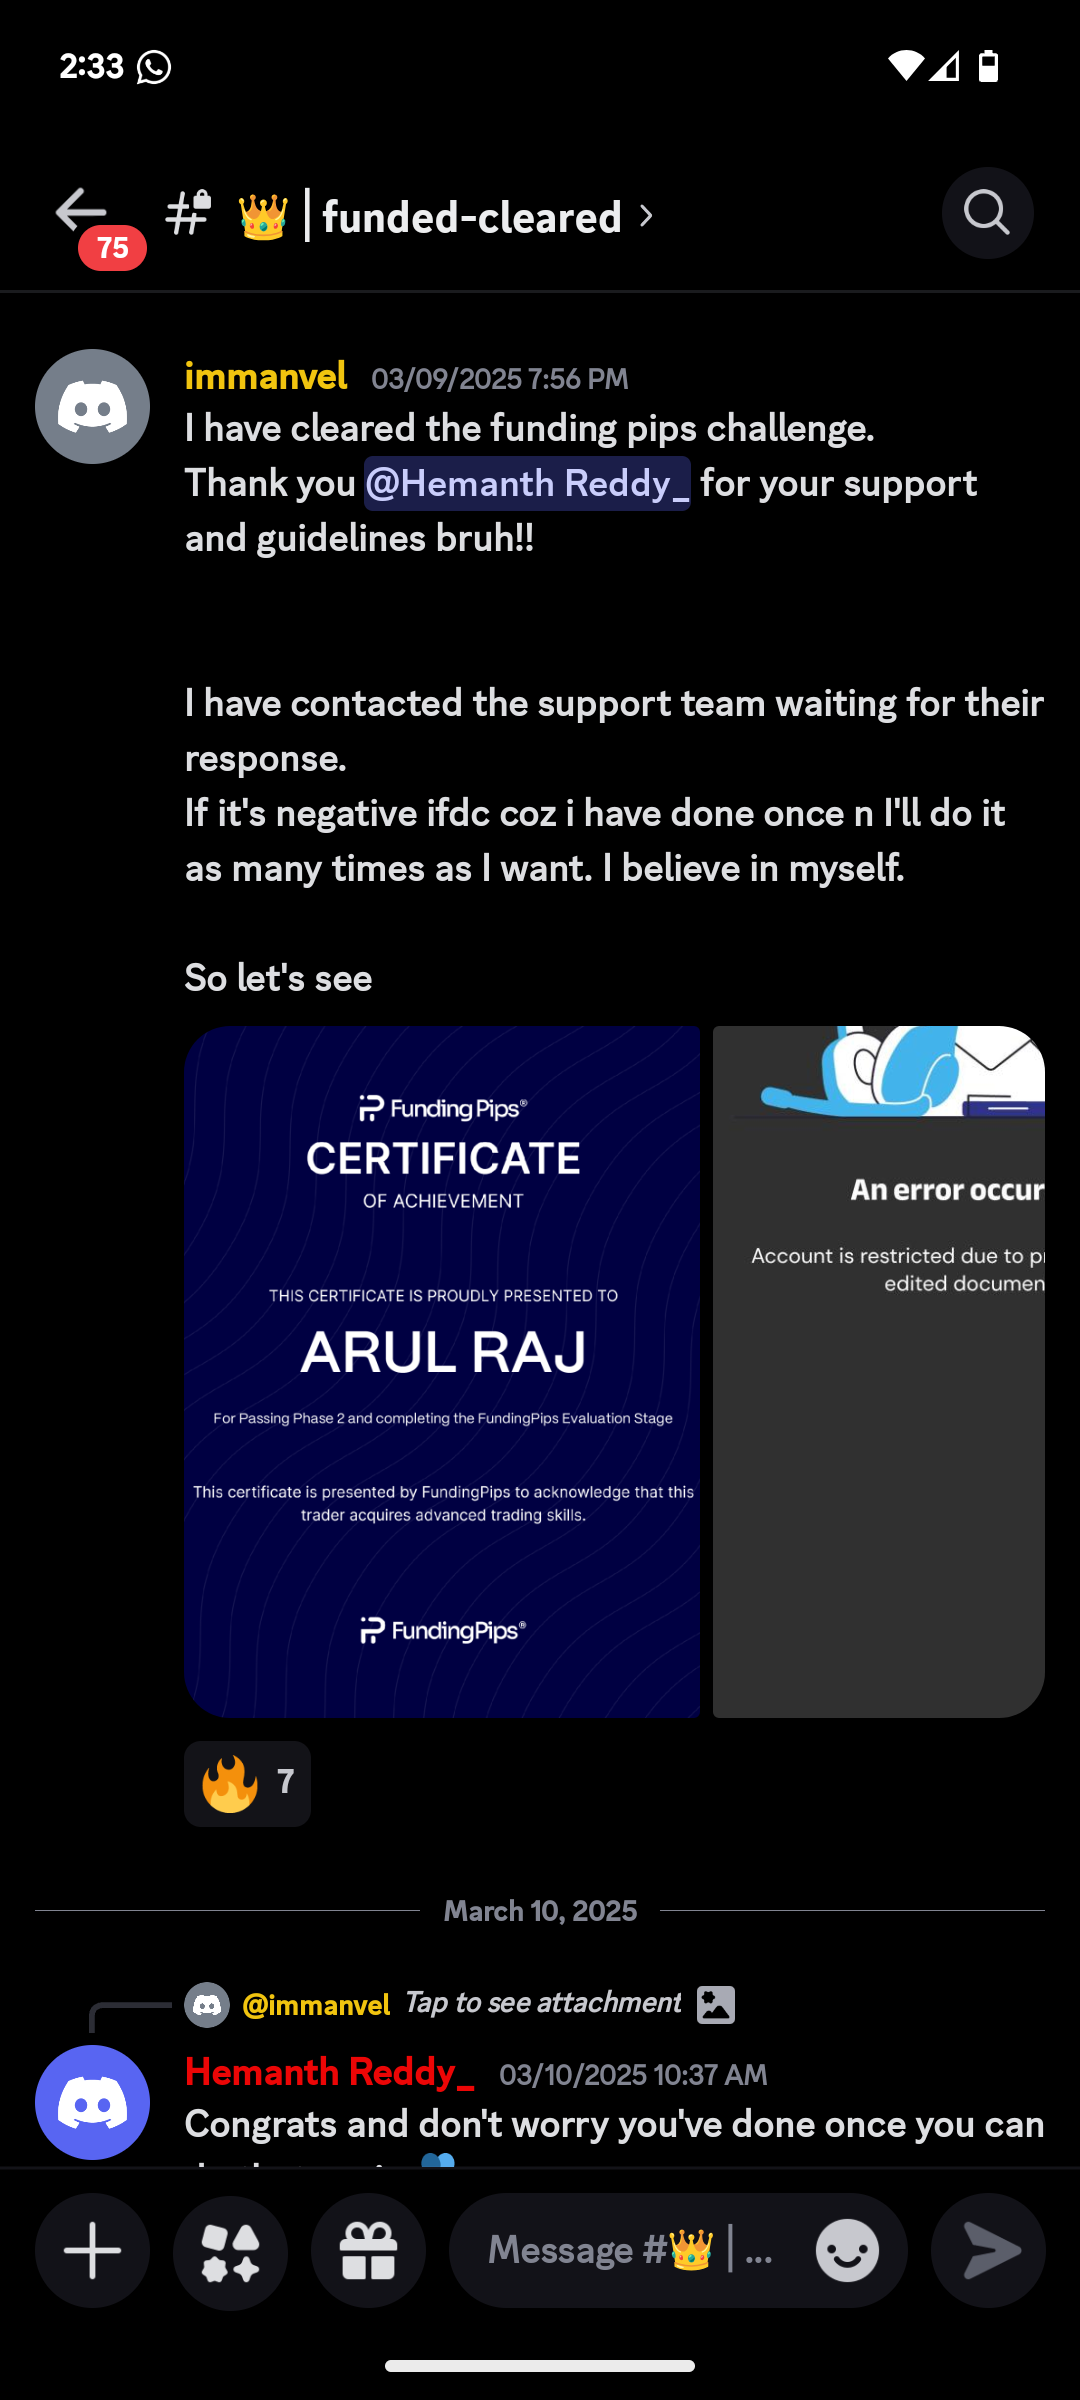 2:33
75
# 👑 | funded-cleared ›
immanvel 03/09/2025 7:56 PM
I have cleared the funding pips challenge.
Thank you @Hemanth Reddy_ for your support
and guidelines bruh!!
I have contacted the support team waiting for their
response.
If it's negative ifdc coz i have done once n I'll do it
as many times as I want. I believe in myself.
So let's see
FundingPips®
CERTIFICATE
OF ACHIEVEMENT
THIS CERTIFICATE IS PROUDLY PRESENTED TO
ARUL RAJ
For Passing Phase 2 and completing the FundingPips Evaluation Stage
This certificate is presented by FundingPips to acknowledge that this
trader acquires advanced trading skills.
FundingPips®
An error occur
Account is restricted due to p
edited documen
🔥 7
March 10, 2025
@immanvel Tap to see attachment
Hemanth Reddy_ 03/10/2025 10:37 AM
Congrats and don't worry you've done once you can
Message #👑 | ...